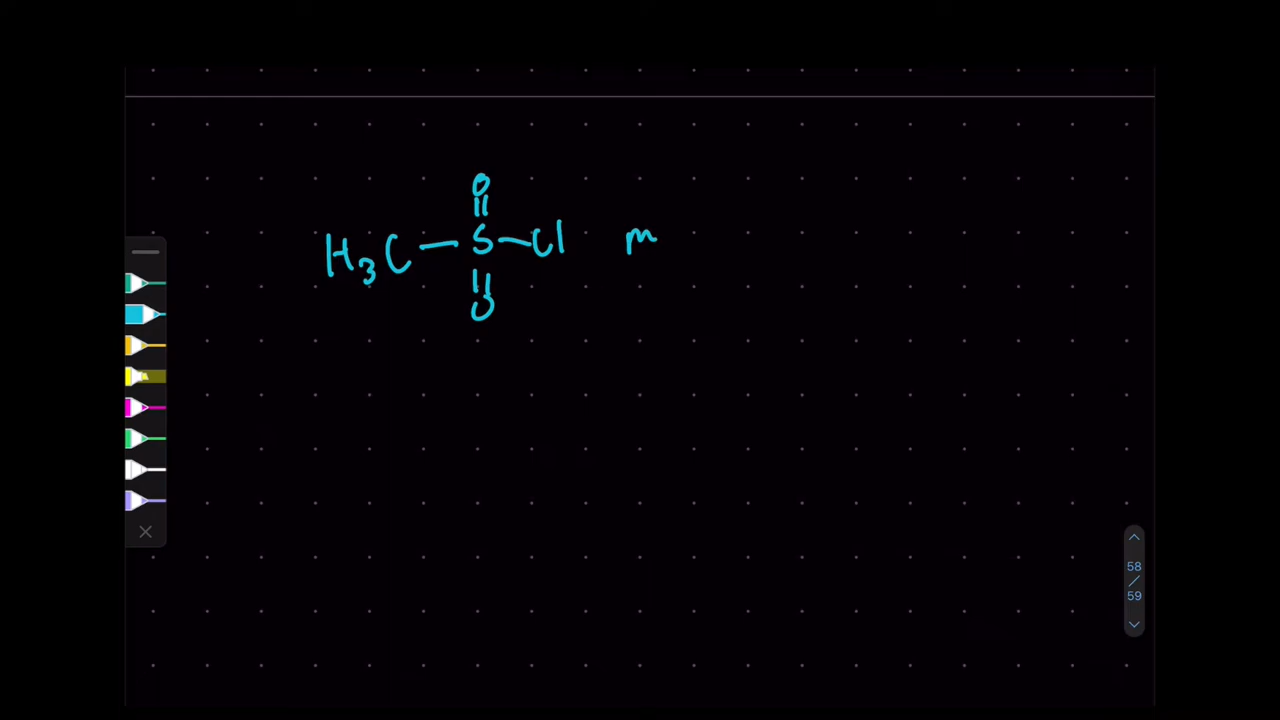 O
H3C — S — Cl m
O
58
/
59